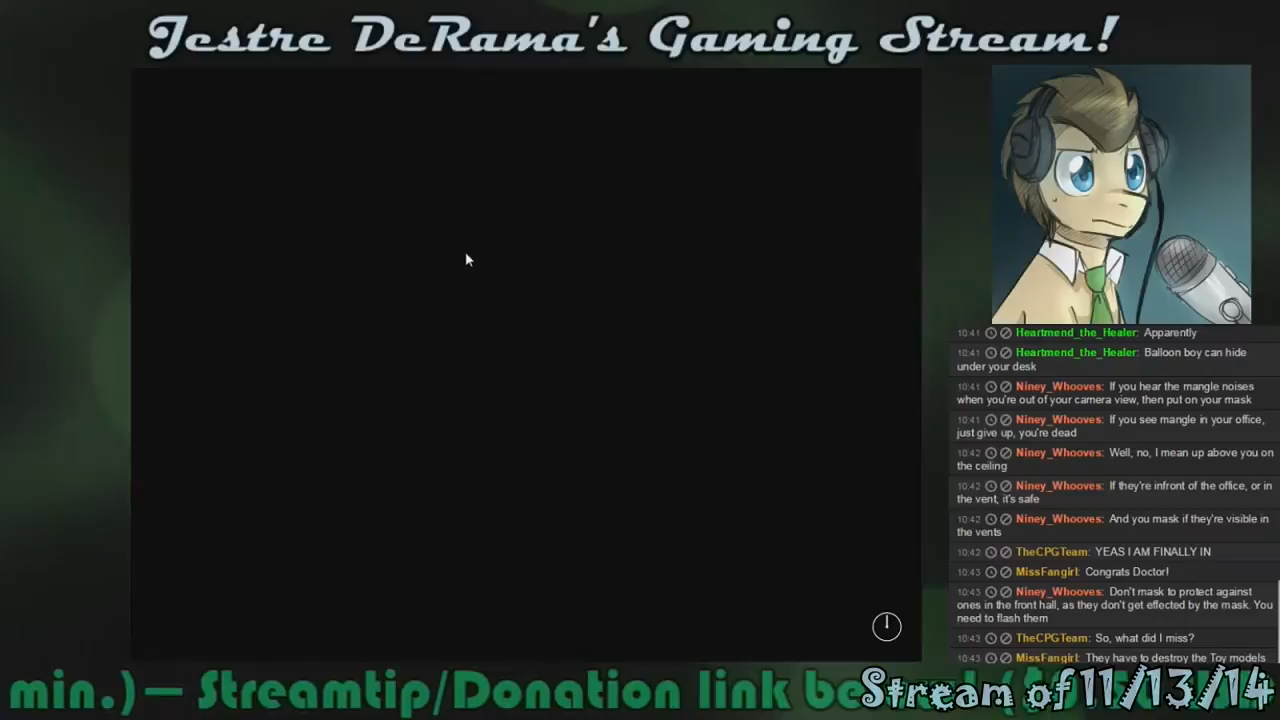 Jestre DeRama's Gaming Stream!
10:41 Heartmend_the_Healer: Apparently
10:41 Heartmend_the_Healer: Balloon boy can hide
under your desk
10:41 Niney_Whooves: If you hear the mangle noises
when you're out of your camera view, then put on your mask
10:41 Niney_Whooves: If you see mangle in your office,
just give up, you're dead
10:42 Niney_Whooves: Well, no, I mean up above you on
the ceiling
10:42 Niney_Whooves: If they're infront of the office, or in
the vent, it's safe
10:42 Niney_Whooves: And you mask if they're visible in
the vents
10:42 TheCPGTeam: YEAS I AM FINALLY IN
10:43 MissFangirl: Congrats Doctor!
10:43 Niney_Whooves: Don't mask to protect against
ones in the front hall, as they don't get effected by the mask. You
need to flash them
10:43 TheCPGTeam: So, what did I miss?
10:43 MissFangirl: They have to destroy the Toy models
min.) — Streamtip/Donation link be
Stream of 11/13/14